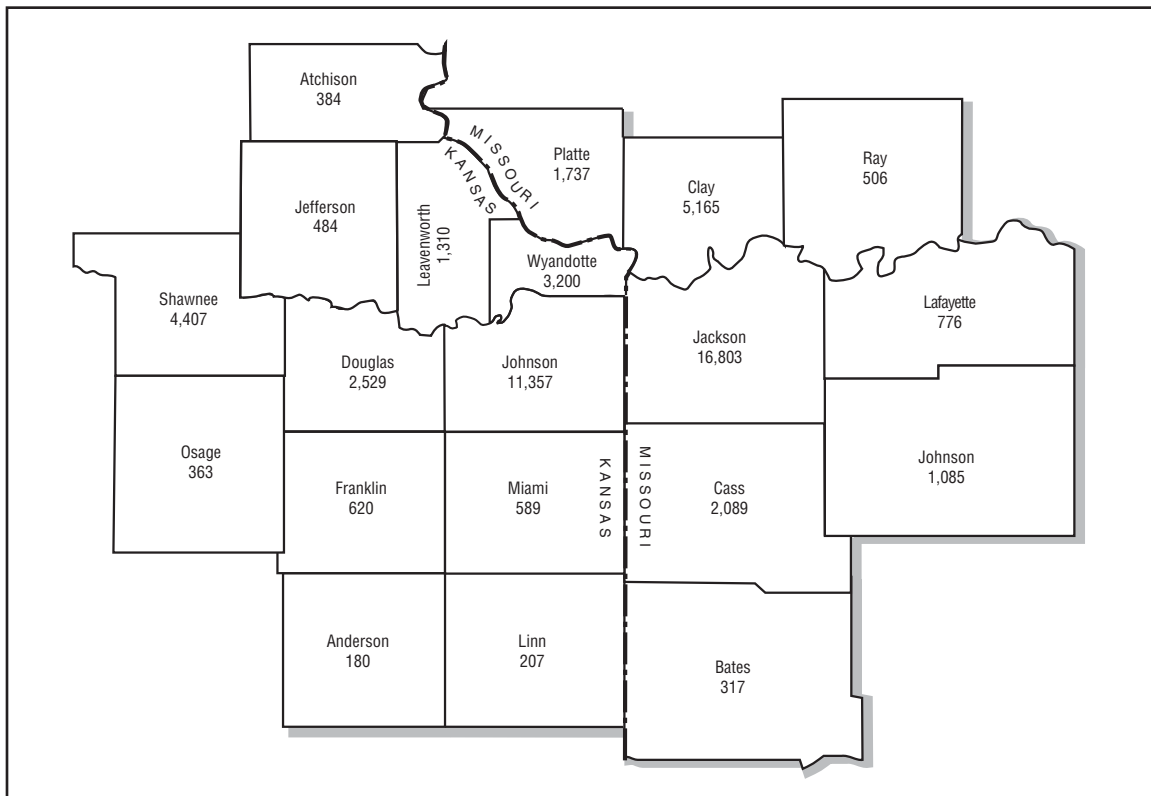 Atchison
384
Platte
1,737
MISSOURI
KANSAS
Ray
506
Clay
5,165
Jefferson
484
Leavenworth
1,310
Wyandotte
3,200
Shawnee
4,407
Lafayette
776
Jackson
16,803
Douglas
2,529
Johnson
11,357
Osage
363
Franklin
620
Miami
589
KANSAS
MISSOURI
Cass
2,089
Johnson
1,085
Anderson
180
Linn
207
Bates
317